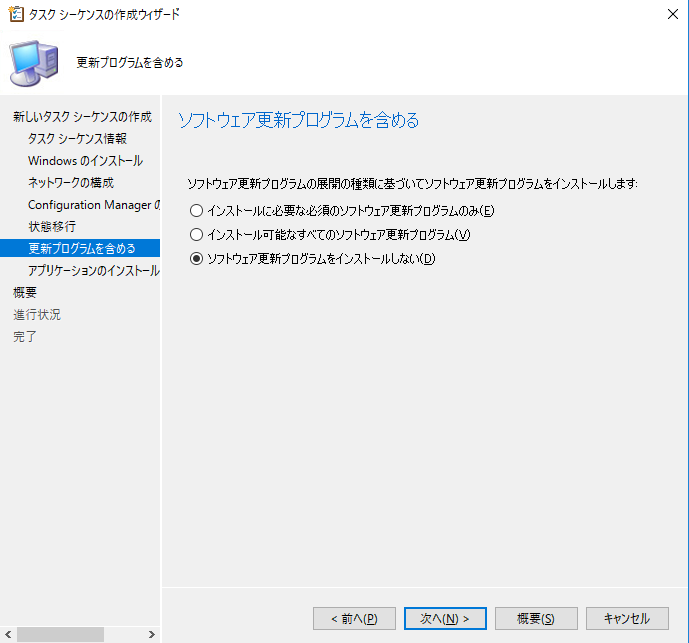 タスク シーケンスの作成ウィザード
更新プログラムを含める
新しいタスク シーケンスの作成
タスク シーケンス情報
Windows のインストール
ネットワークの構成
Configuration Manager の
状態移行
更新プログラムを含める
アプリケーションのインストール
概要
進行状況
完了
ソフトウェア更新プログラムを含める
ソフトウェア更新プログラムの展開の種類に基づいてソフトウェア更新プログラムをインストールします:
インストールに必要な必須のソフトウェア更新プログラムのみ(E)
インストール可能なすべてのソフトウェア更新プログラム(V)
ソフトウェア更新プログラムをインストールしない(D)
< 前へ(P)
次へ(N) >
概要(S)
キャンセル